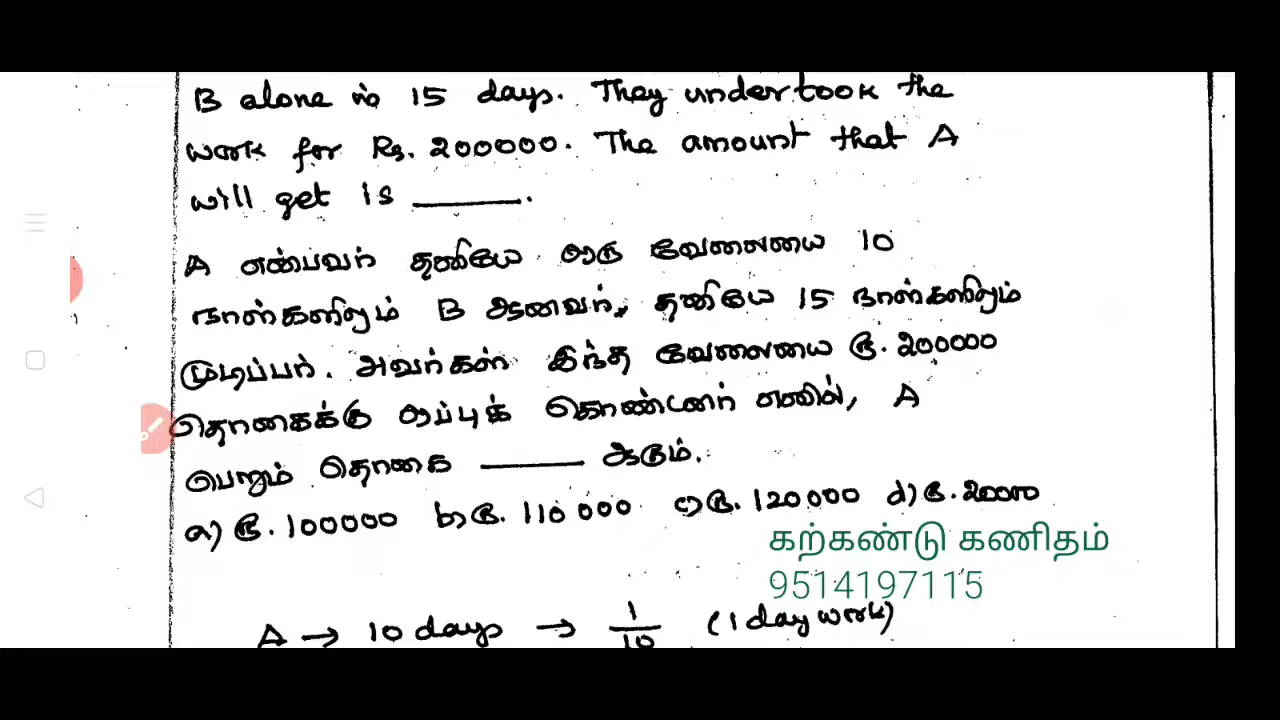 B alone in 15 days. They undertook the
work for Rs. 200000. The amount that A
will get is ______.
A என்பவர் தனியே ஒரு வேலையை 10
நாள்களிலும் B ஆனவர், தனியே 15 நாள்களிலும்
முடிப்பர். அவர்கள் இந்த வேலையை ரூ. 200000
தொகைக்கு ஒப்புக் கொண்டனர் எனில், A
பெறும் தொகை ______ ஆகும்.
a) ரூ. 100000 b) ரூ. 110000 c) ரூ. 120000 d) ரூ. 20000
கற்கண்டு கணிதம்
9514197115
A → 10 days → 1/10 (1 day work)